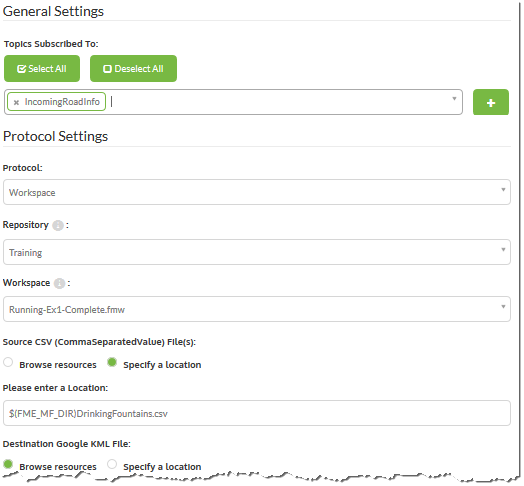 General Settings
Topics Subscribed To:
Select All Deselect All
× IncomingRoadInfo
+
Protocol Settings
Protocol:
Workspace
Repository :
Training
Workspace :
Running-Ex1-Complete.fmw
Source CSV (CommaSeparatedValue) File(s):
Browse resources Specify a location
Please enter a Location:
$(FME_MF_DIR)DrinkingFountains.csv
Destination Google KML File:
Browse resources Specify a location